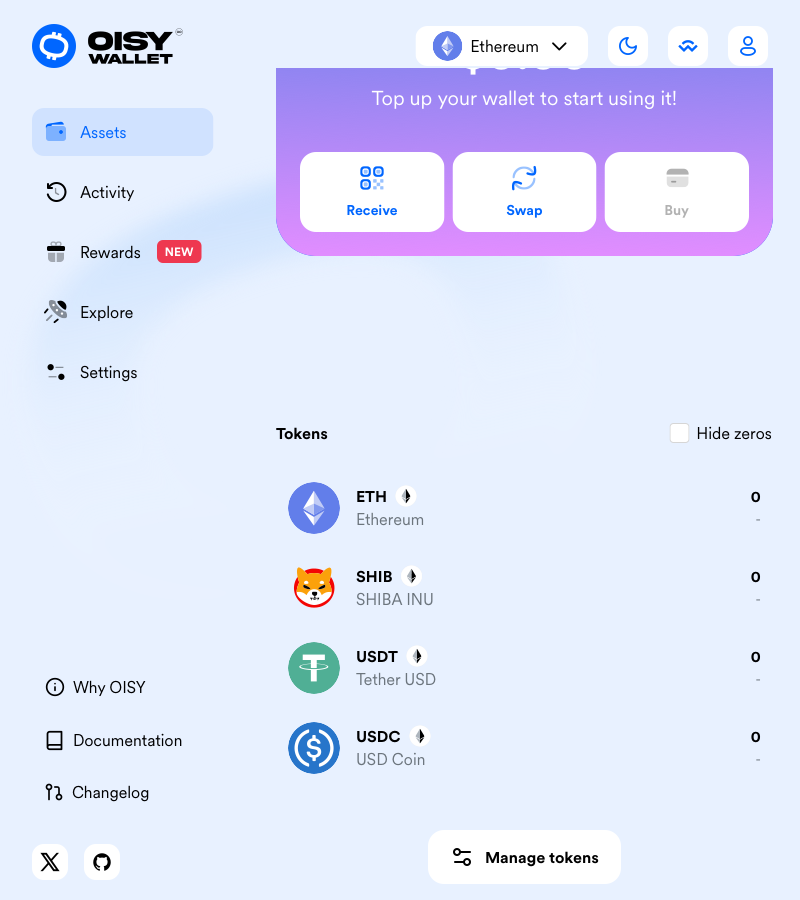 OISY
WALLET
Ethereum
Top up your wallet to start using it!
Receive
Swap
Buy
Assets
Activity
Rewards NEW
Explore
Settings
Tokens
Hide zeros
ETH
0
Ethereum
-
SHIB
0
SHIBA INU
-
USDT
0
Tether USD
-
USDC
0
USD Coin
-
Why OISY
Documentation
Changelog
Manage tokens